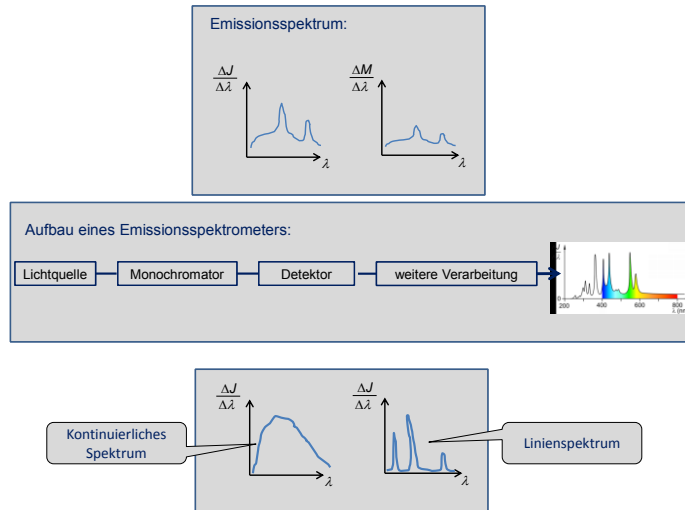 Emissionsspektrum:
ΔJ
Δλ
λ
ΔM
Δλ
λ
Aufbau eines Emissionsspektrometers:
Lichtquelle
Monochromator
Detektor
weitere Verarbeitung
200
400
600
800
Kontinuierliches
Spektrum
ΔJ
Δλ
λ
ΔJ
Δλ
λ
Linienspektrum